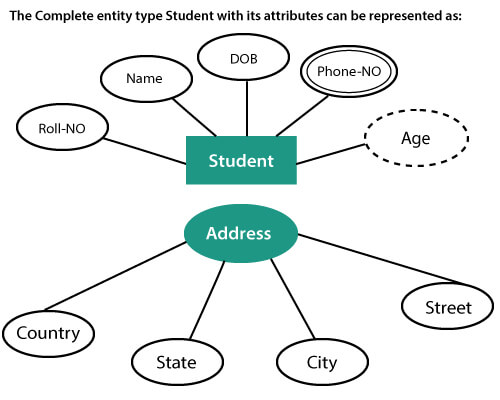 The Complete entity type Student with its attributes can be represented as:
DOB
Name
Phone-NO
Roll-NO
Age
Student
Address
Country
Street
State
City